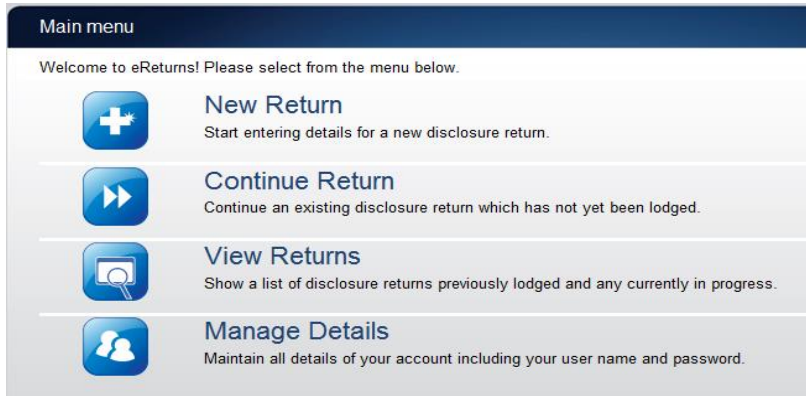 Main menu
Welcome to eReturns! Please select from the menu below.
New Return
Start entering details for a new disclosure return.
Continue Return
Continue an existing disclosure return which has not yet been lodged.
View Returns
Show a list of disclosure returns previously lodged and any currently in progress.
Manage Details
Maintain all details of your account including your user name and password.